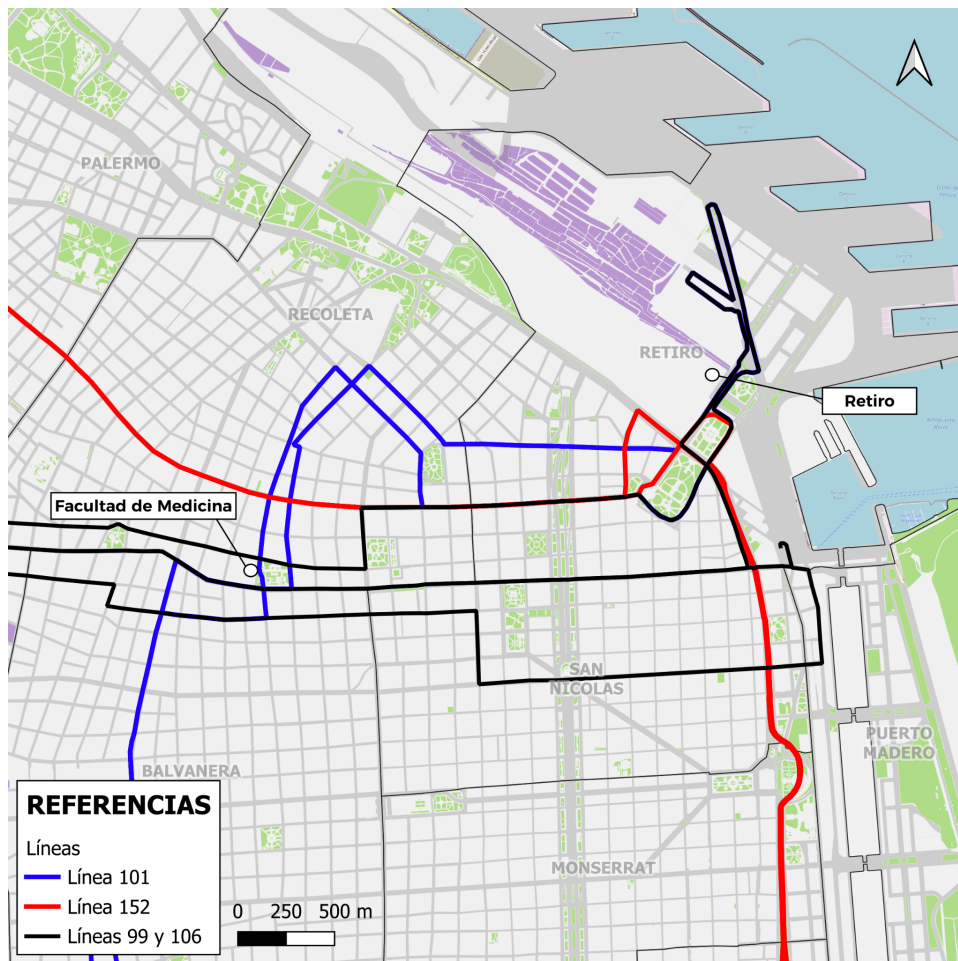 PALERMO
RECOLETA
RETIRO
Retiro
Facultad de Medicina
SAN
NICOLAS
PUERTO
MADERO
BALVANERA
MONSERRAT
REFERENCIAS
Líneas
Línea 101
Línea 152
Líneas 99 y 106
0 250 500 m